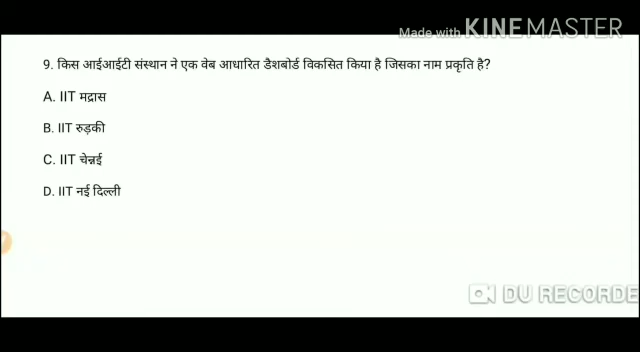 Made with KINEMASTER
9. किस आईआईटी संस्थान ने एक वेब आधारित डैशबोर्ड विकसित किया है जिसका नाम प्रकृति है?
A. IIT मद्रास
B. IIT रुड़की
C. IIT चेन्नई
D. IIT नई दिल्ली
DU RECORDE